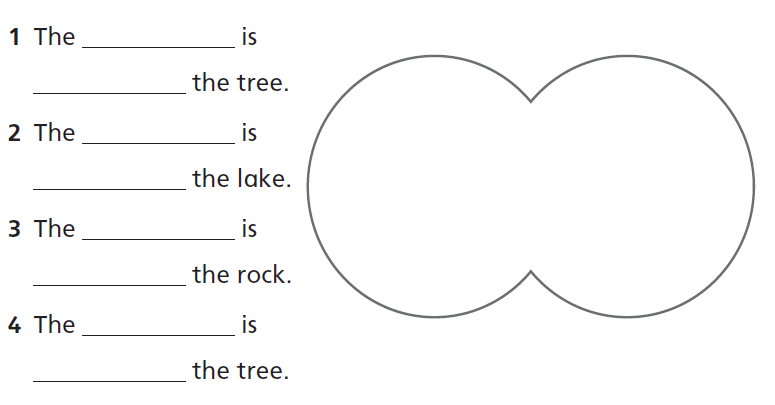 1 The ____________ is
____________ the tree.
2 The ____________ is
____________ the lake.
3 The ____________ is
____________ the rock.
4 The ____________ is
____________ the tree.